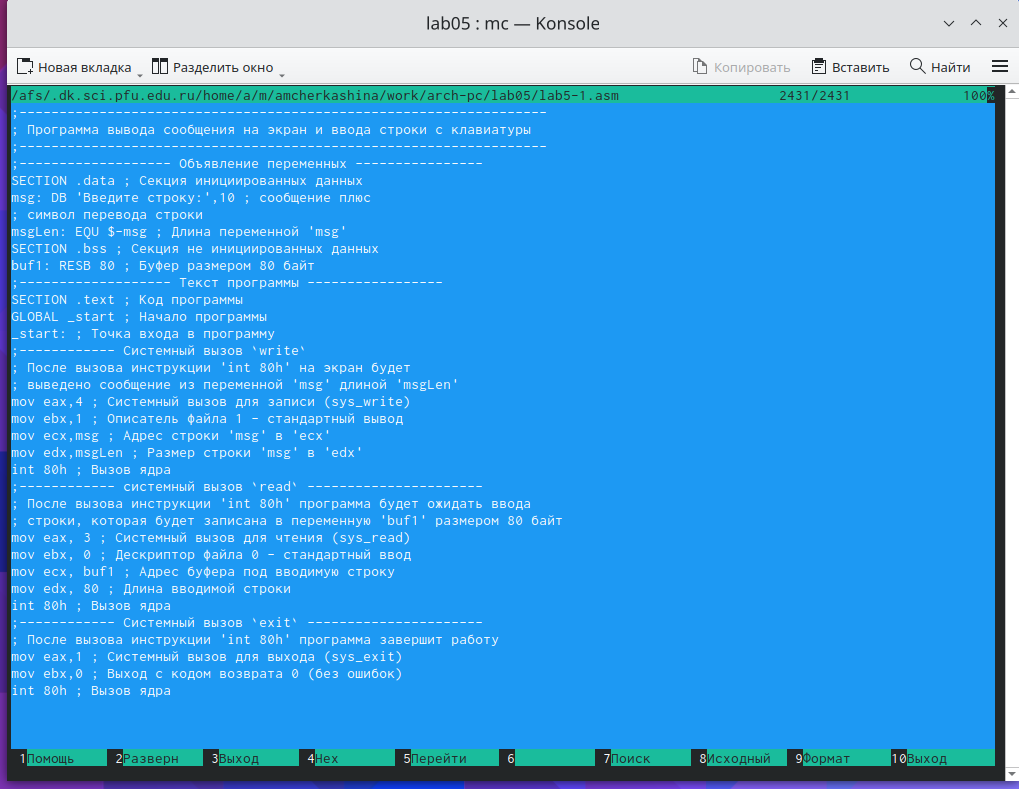 lab05 : mc — Konsole
Новая вкладка Разделить окно Копировать Вставить Найти
/afs/.dk.sci.pfu.edu.ru/home/a/m/amcherkashina/work/arch-pc/lab05/lab5-1.asm 2431/2431 100%
;------------------------------------------------------------------
; Программа вывода сообщения на экран и ввода строки с клавиатуры
;------------------------------------------------------------------
;------------------- Объявление переменных ----------------
SECTION .data ; Секция инициированных данных
msg: DB 'Введите строку:',10 ; сообщение плюс
; символ перевода строки
msgLen: EQU $-msg ; Длина переменной 'msg'
SECTION .bss ; Секция не инициированных данных
buf1: RESB 80 ; Буфер размером 80 байт
;------------------- Текст программы -----------------
SECTION .text ; Код программы
GLOBAL _start ; Начало программы
_start: ; Точка входа в программу
;------------ Системный вызов `write`
; После вызова инструкции 'int 80h' на экран будет
; выведено сообщение из переменной 'msg' длиной 'msgLen'
mov eax,4 ; Системный вызов для записи (sys_write)
mov ebx,1 ; Описатель файла 1 - стандартный вывод
mov ecx,msg ; Адрес строки 'msg' в 'ecx'
mov edx,msgLen ; Размер строки 'msg' в 'edx'
int 80h ; Вызов ядра
;------------ системный вызов `read` ----------------------
; После вызова инструкции 'int 80h' программа будет ожидать ввода
; строки, которая будет записана в переменную 'buf1' размером 80 байт
mov eax, 3 ; Системный вызов для чтения (sys_read)
mov ebx, 0 ; Дескриптор файла 0 - стандартный ввод
mov ecx, buf1 ; Адрес буфера под вводимую строку
mov edx, 80 ; Длина вводимой строки
int 80h ; Вызов ядра
;------------ Системный вызов `exit` ----------------------
; После вызова инструкции 'int 80h' программа завершит работу
mov eax,1 ; Системный вызов для выхода (sys_exit)
mov ebx,0 ; Выход с кодом возврата 0 (без ошибок)
int 80h ; Вызов ядра
1Помощь 2Разверн 3Выход 4Hex 5Перейти 6 7Поиск 8Исходный 9Формат 10Выход